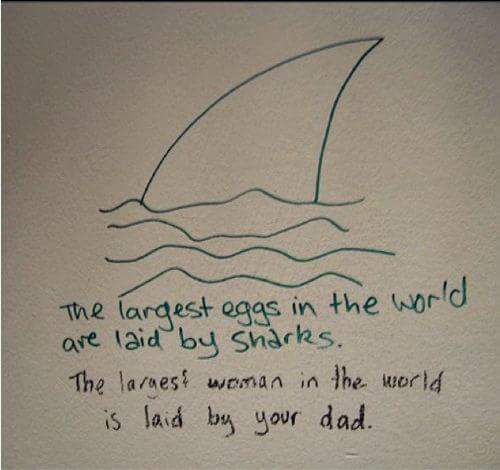 The largest eggs in the world
are laid by sharks.
The largest woman in the world
is laid by your dad.